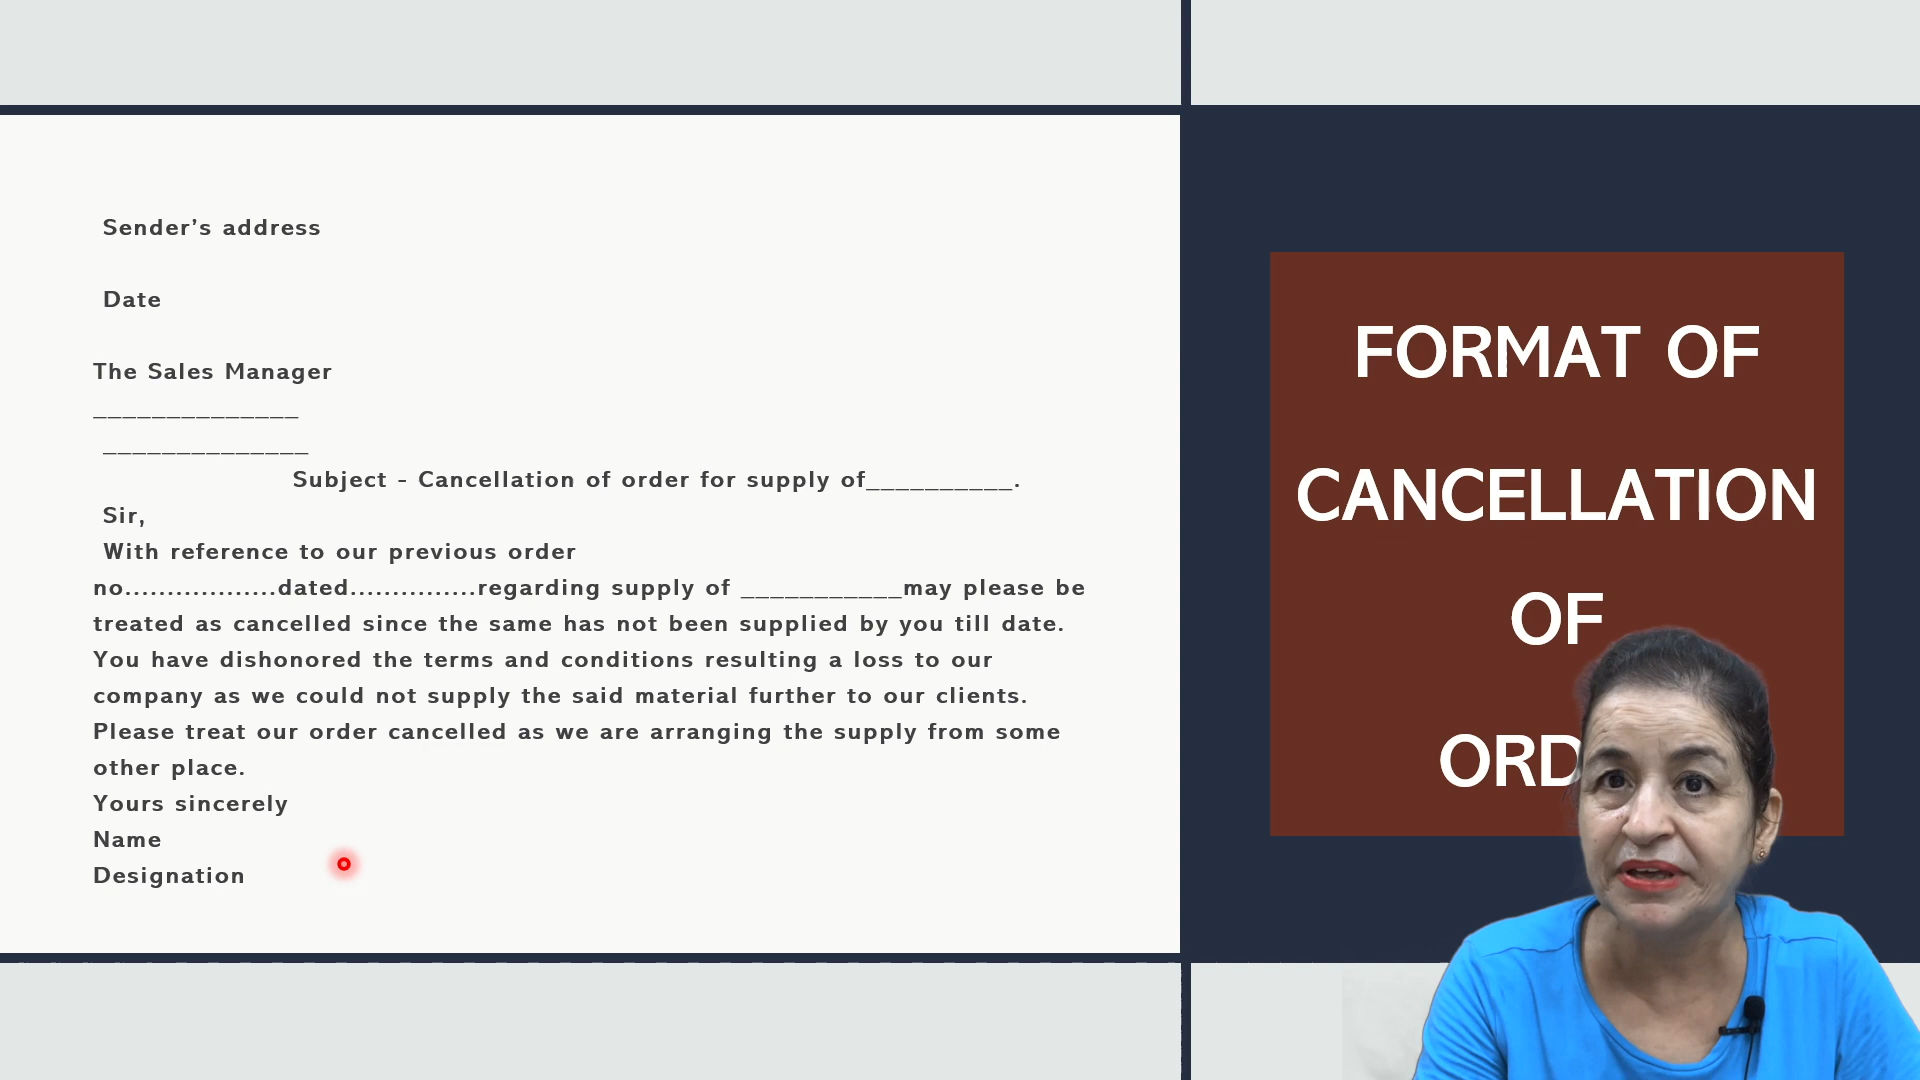 Sender’s address
Date
The Sales Manager
______________
______________
Subject - Cancellation of order for supply of__________.
Sir,
With reference to our previous order
no..................dated...............regarding supply of ___________may please be
treated as cancelled since the same has not been supplied by you till date.
You have dishonored the terms and conditions resulting a loss to our
company as we could not supply the said material further to our clients.
Please treat our order cancelled as we are arranging the supply from some
other place.
Yours sincerely
Name
Designation
FORMAT OF
CANCELLATION
OF